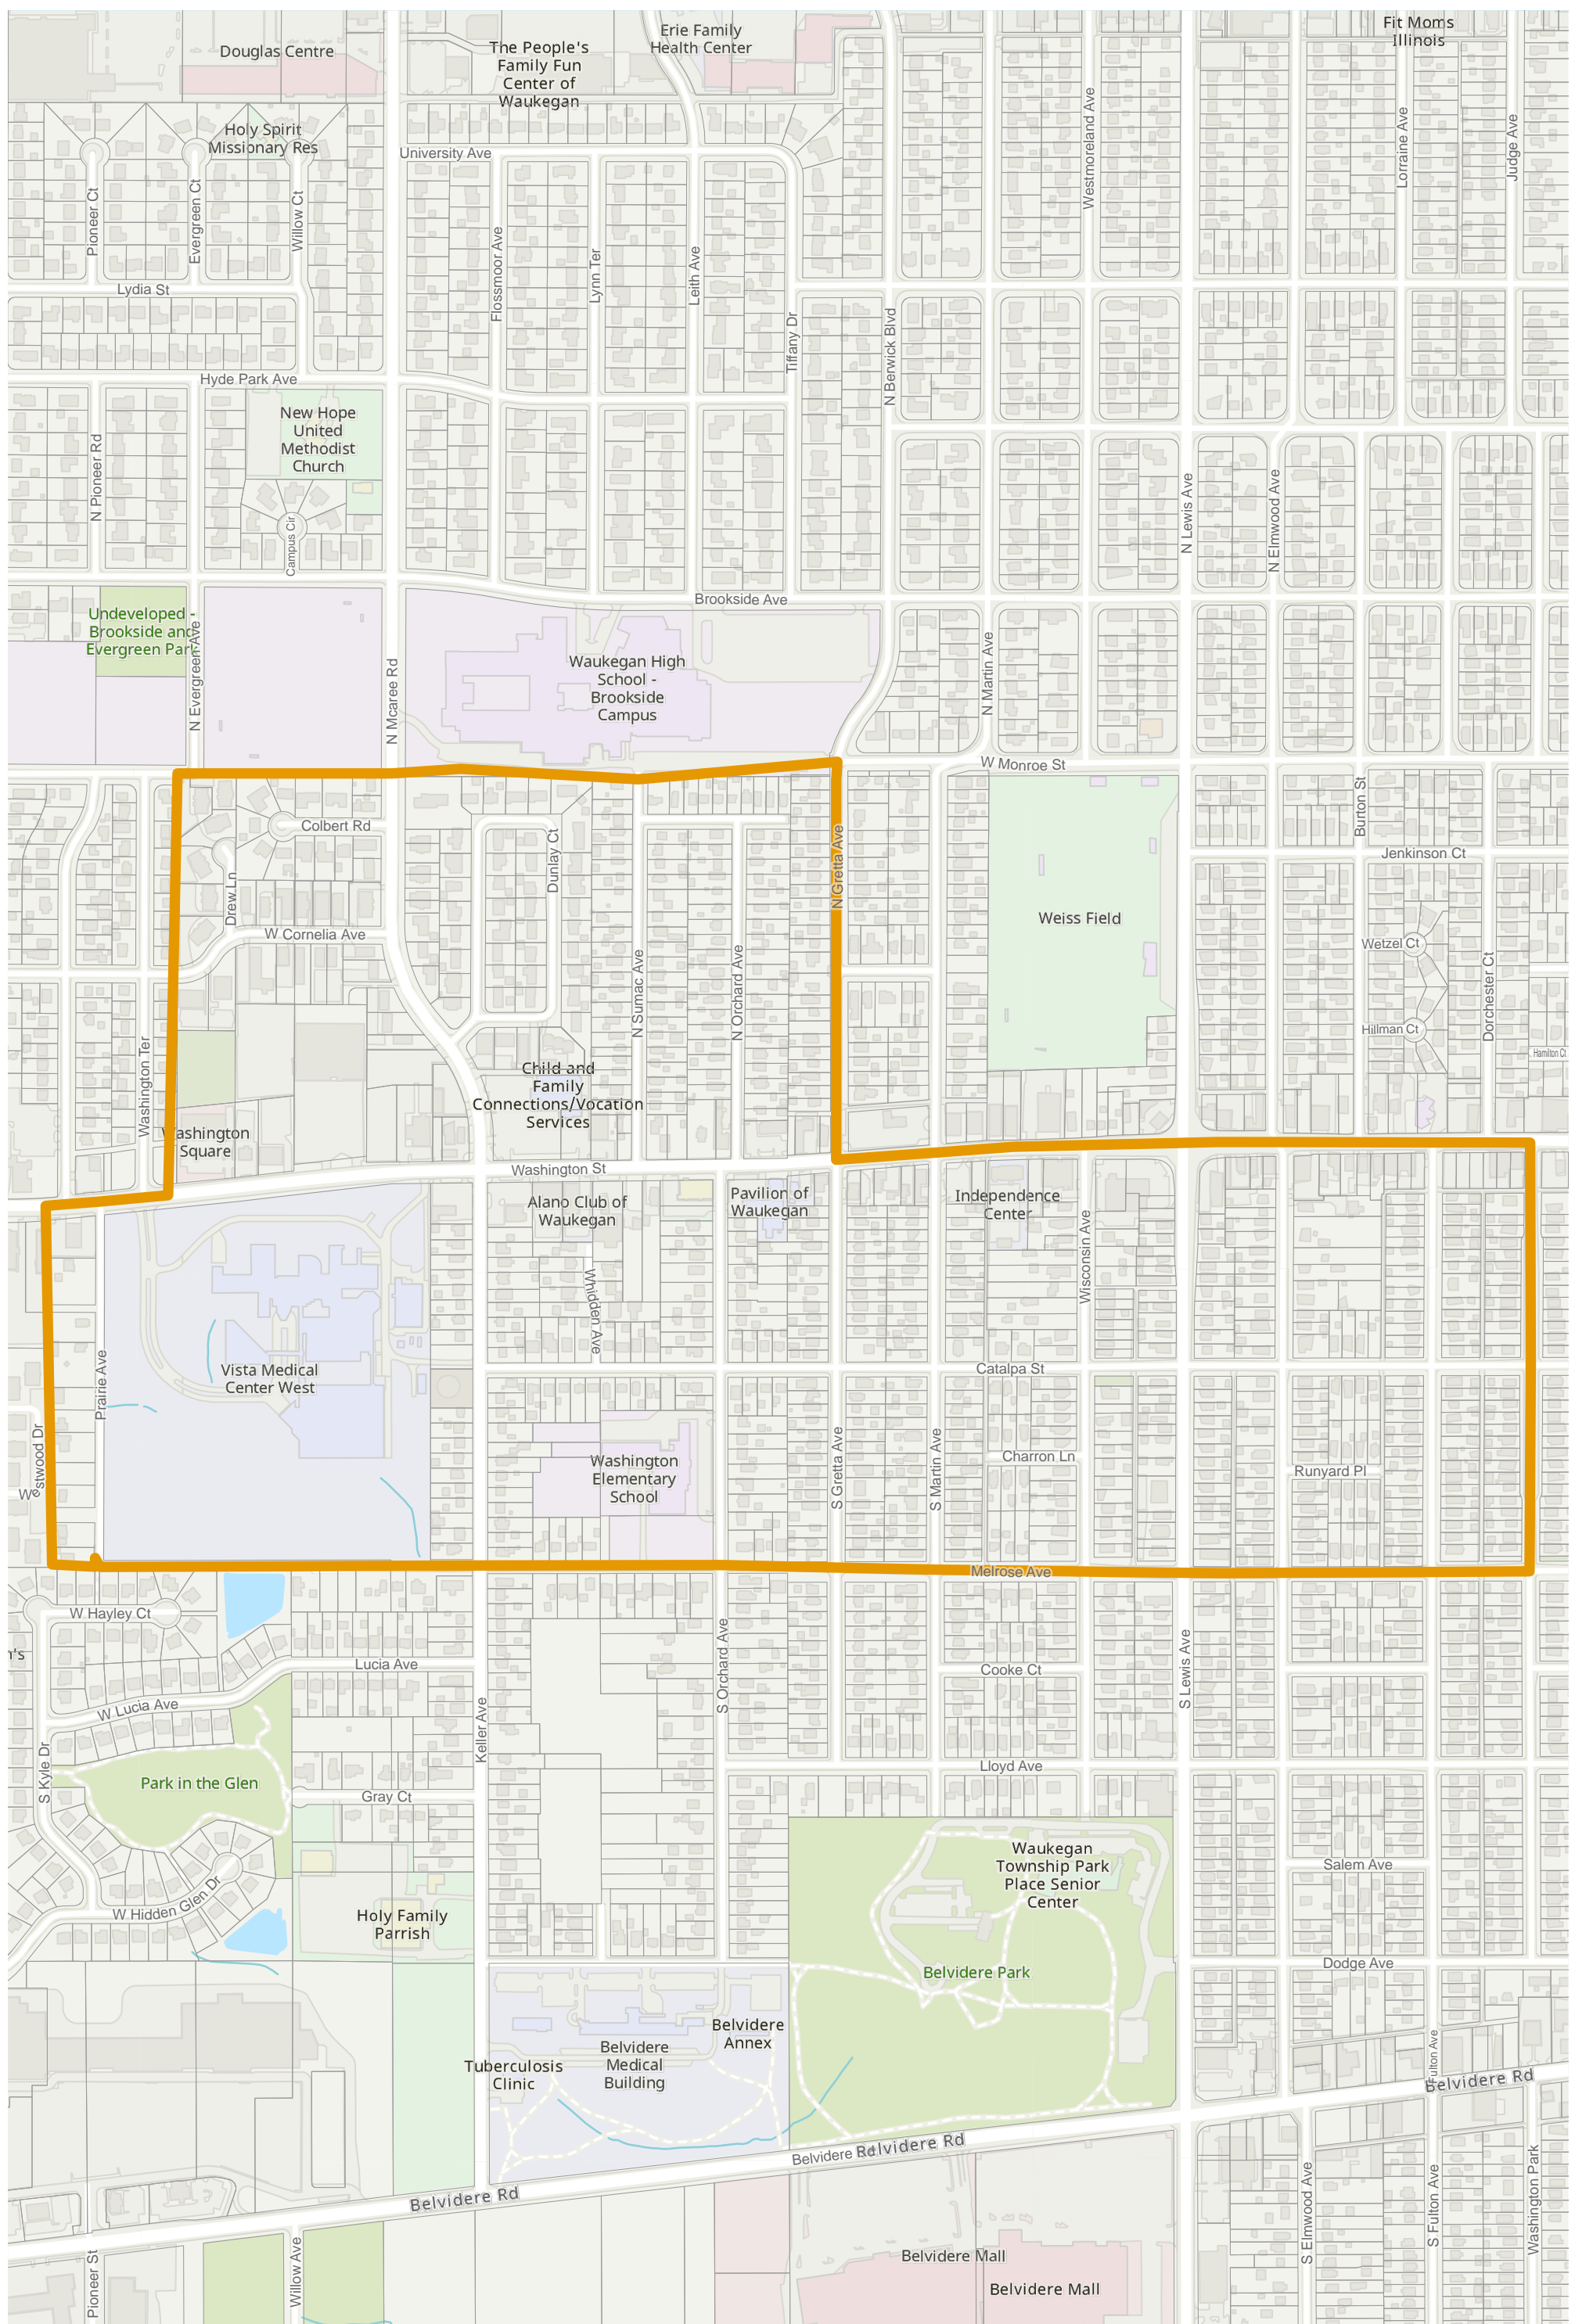 Fit Moms
Illinois
Douglas Centre
The People's
Family Fun
Center of
Waukegan
Erie Family
Health Center
Holy Spirit
Missionary Res
University Ave
Westmoreland Ave
Lorraine Ave
Judge Ave
Pioneer Ct
Evergreen Ct
Willow Ct
Flossmoor Ave
Lynn Ter
Leith Ave
Tiffany Dr
N Berwick Blvd
Lydia St
Hyde Park Ave
New Hope
United
Methodist
Church
N Pioneer Rd
Campus Cir
N Lewis Ave
N Elmwood Ave
Brookside Ave
Undeveloped -
Brookside and
Evergreen Park
N Evergreen Ave
N Mcaree Rd
Waukegan High
School -
Brookside
Campus
N Martin Ave
W Monroe St
Colbert Rd
Dunlay Ct
N Gretta Ave
Burton St
Jenkinson Ct
Drew Ln
W Cornelia Ave
Weiss Field
Wetzel Ct
N Sumac Ave
N Orchard Ave
Dorchester Ct
Hillman Ct
Hamilton Ct
Washington Ter
Child and
Family
Connections/Vocation
Services
Washington
Square
Washington St
Alano Club of
Waukegan
Pavilion of
Waukegan
Independence
Center
Wisconsin Ave
Whidden Ave
Vista Medical
Center West
Prairie Ave
Catalpa St
Westwood Dr
Washington
Elementary
School
S Gretta Ave
S Martin Ave
Charron Ln
Runyard Pl
Melrose Ave
W Hayley Ct
n's
Lucia Ave
W Lucia Ave
Keller Ave
S Orchard Ave
Cooke Ct
S Lewis Ave
S Kyle Dr
Park in the Glen
Gray Ct
Lloyd Ave
Waukegan
Township Park
Place Senior
Center
Salem Ave
W Hidden Glen Dr
Holy Family
Parrish
Belvidere Park
Dodge Ave
Belvidere
Annex
Belvidere
Medical
Building
Tuberculosis
Clinic
Fulton Ave
Belvidere Rd
Belvidere Rd
Belvidere Rd
Belvidere Rd
Pioneer St
Willow Ave
Belvidere Mall
Belvidere Mall
S Elmwood Ave
S Fulton Ave
Washington Park